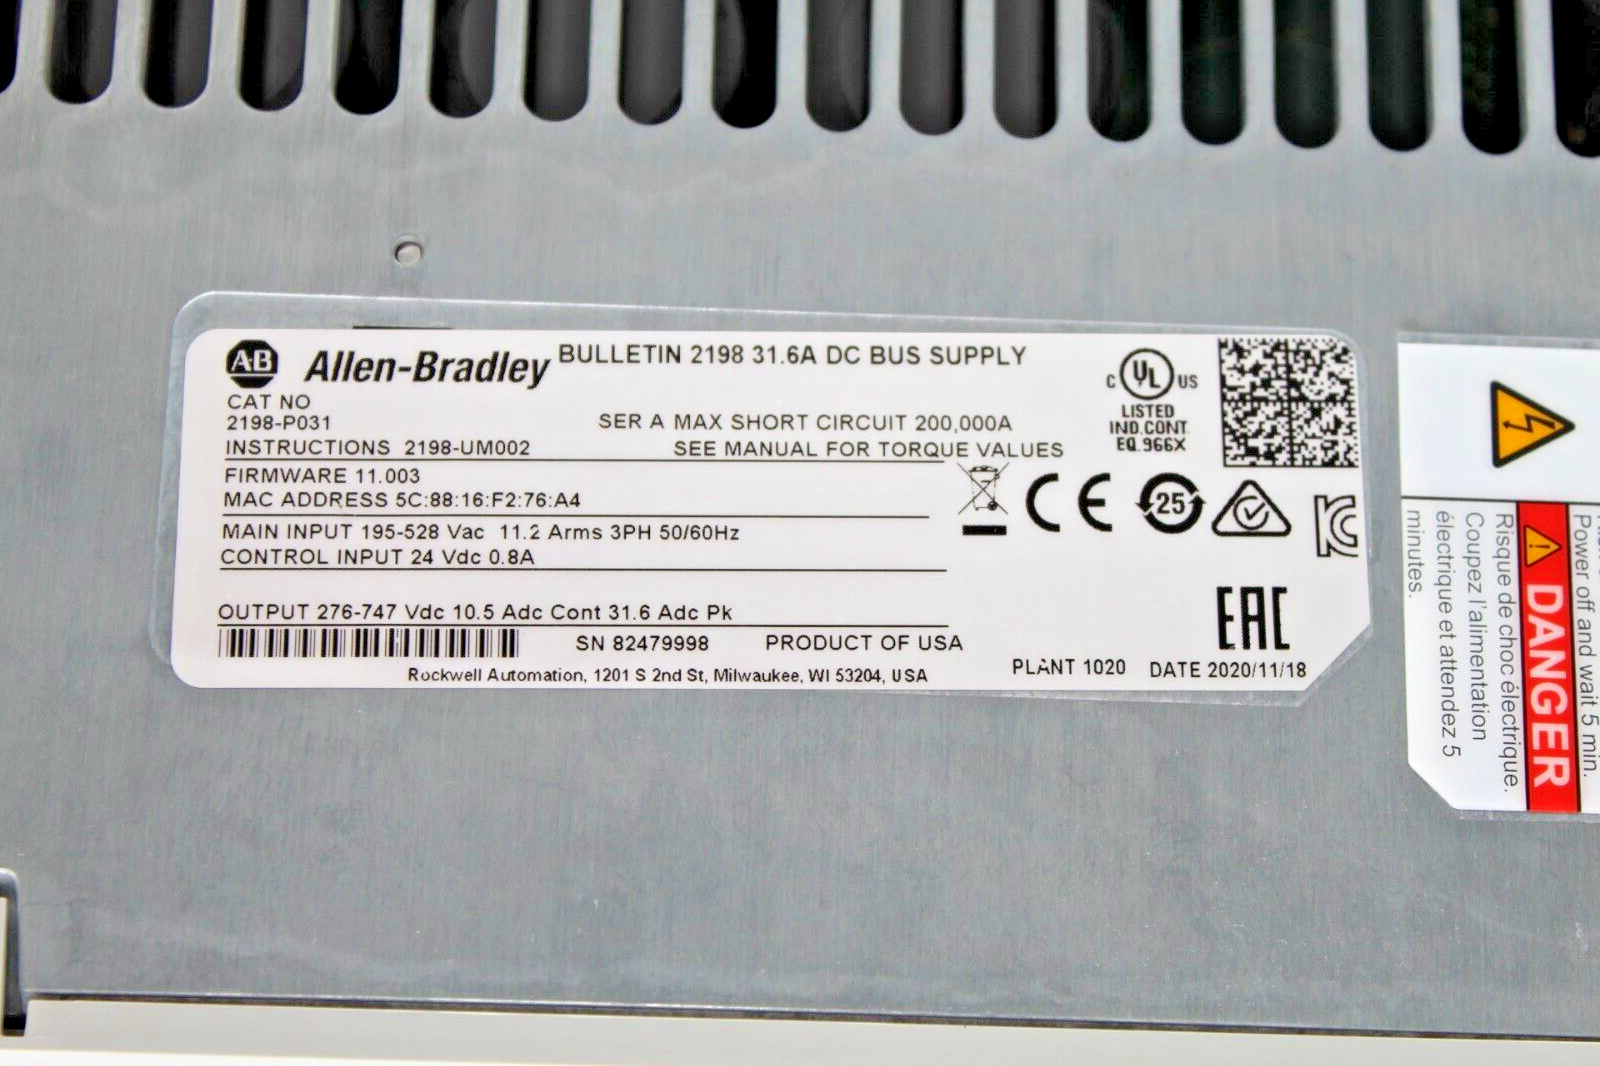 AB Allen-Bradley BULLETIN 2198 31.6A DC BUS SUPPLY
CAT NO
2198-P031 SER A MAX SHORT CIRCUIT 200,000A
INSTRUCTIONS 2198-UM002 SEE MANUAL FOR TORQUE VALUES
FIRMWARE 11.003
MAC ADDRESS 5C:88:16:F2:76:A4
MAIN INPUT 195-528 Vac 11.2 Arms 3PH 50/60Hz
CONTROL INPUT 24 Vdc 0.8A
OUTPUT 276-747 Vdc 10.5 Adc Cont 31.6 Adc Pk
SN 82479998 PRODUCT OF USA
Rockwell Automation, 1201 S 2nd St, Milwaukee, WI 53204, USA
PLANT 1020 DATE 2020/11/18
C UL US
LISTED
IND.CONT.
EQ.966X
CE
25
KC
EAC
Power off and wait 5 min.
DANGER
Risque de choc électrique.
Coupez l'alimentation
électrique et attendez 5
minutes.